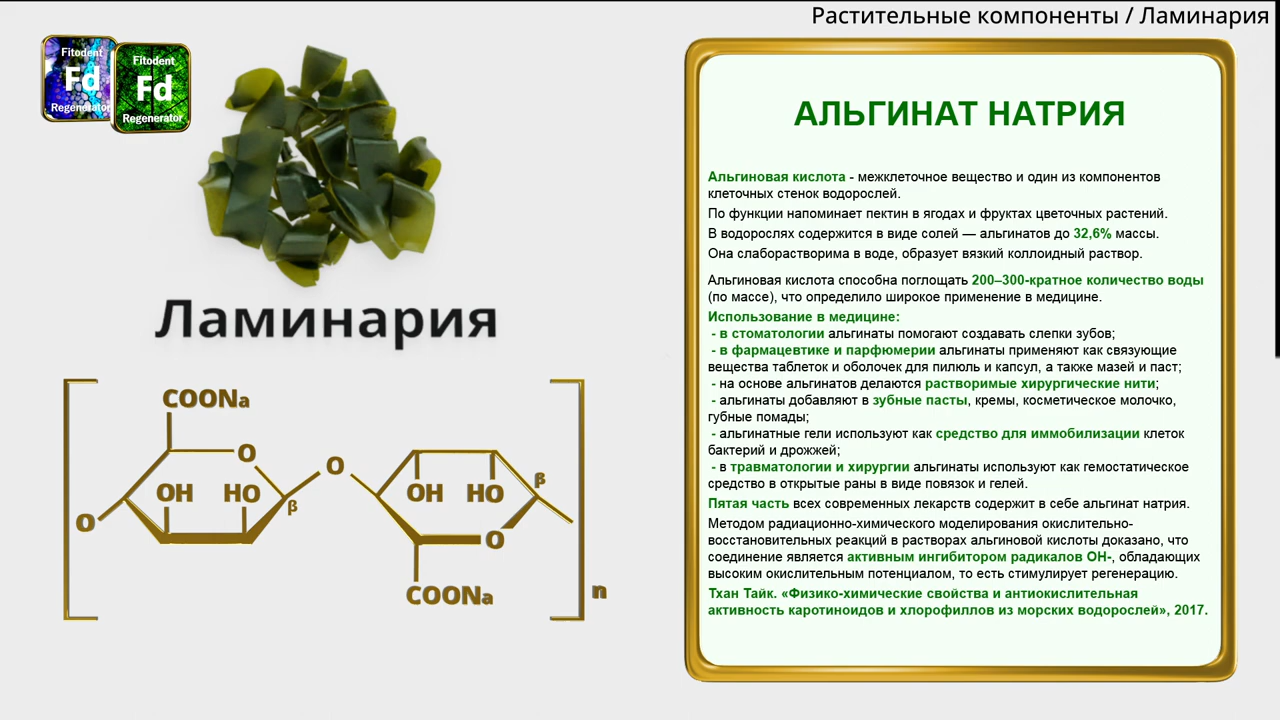 Растительные компоненты / Ламинария
Fitodent
Fd
Regenerator
Fitodent
Fd
Regenerator
Ламинария
COONa
O
O
OH
HO
β
O
OH
HO
β
O
COONa
n
АЛЬГИНАТ НАТРИЯ
Альгиновая кислота - межклеточное вещество и один из компонентов
клеточных стенок водорослей.
По функции напоминает пектин в ягодах и фруктах цветочных растений.
В водорослях содержится в виде солей — альгинатов до 32,6% массы.
Она слаборастворима в воде, образует вязкий коллоидный раствор.
Альгиновая кислота способна поглощать 200–300-кратное количество воды
(по массе), что определило широкое применение в медицине.
Использование в медицине:
- в стоматологии альгинаты помогают создавать слепки зубов;
- в фармацевтике и парфюмерии альгинаты применяют как связующие
вещества таблеток и оболочек для пилюль и капсул, а также мазей и паст;
- на основе альгинатов делаются растворимые хирургические нити;
- альгинаты добавляют в зубные пасты, кремы, косметическое молочко,
губные помады;
- альгинатные гели используют как средство для иммобилизации клеток
бактерий и дрожжей;
- в травматологии и хирургии альгинаты используют как гемостатическое
средство в открытые раны в виде повязок и гелей.
Пятая часть всех современных лекарств содержит в себе альгинат натрия.
Методом радиационно-химического моделирования окислительно-
восстановительных реакций в растворах альгиновой кислоты доказано, что
соединение является активным ингибитором радикалов OH-, обладающих
высоким окислительным потенциалом, то есть стимулирует регенерацию.
Тхан Тайк. «Физико-химические свойства и антиокислительная
активность каротиноидов и хлорофиллов из морских водорослей», 2017.